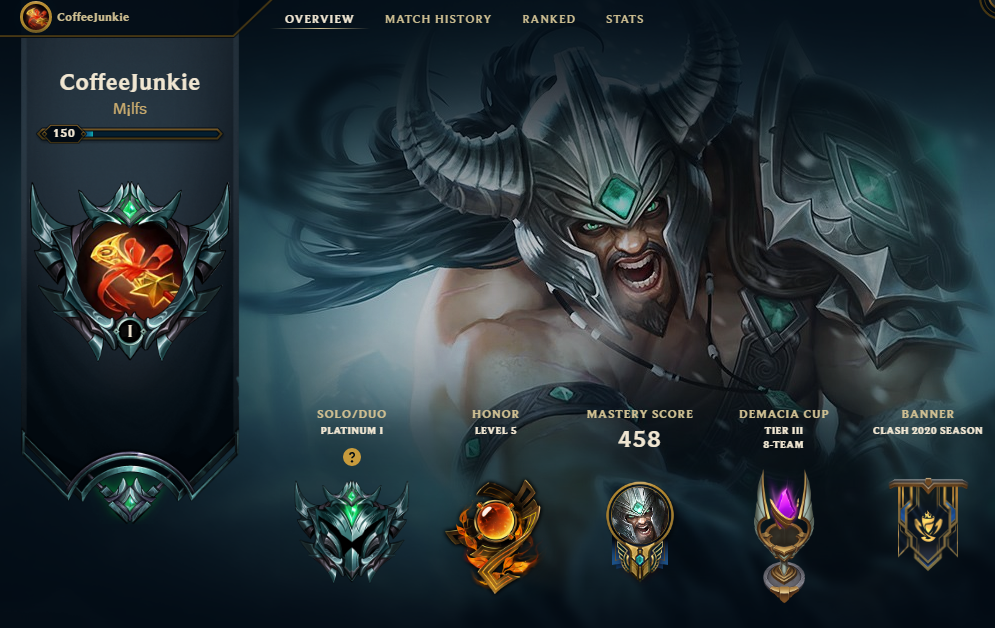 CoffeeJunkie
OVERVIEW
MATCH HISTORY
RANKED
STATS
CoffeeJunkie
M¡lfs
150
I
SOLO/DUO
PLATINUM I
?
HONOR
LEVEL 5
MASTERY SCORE
458
DEMACIA CUP
TIER III
8-TEAM
BANNER
CLASH 2020 SEASON